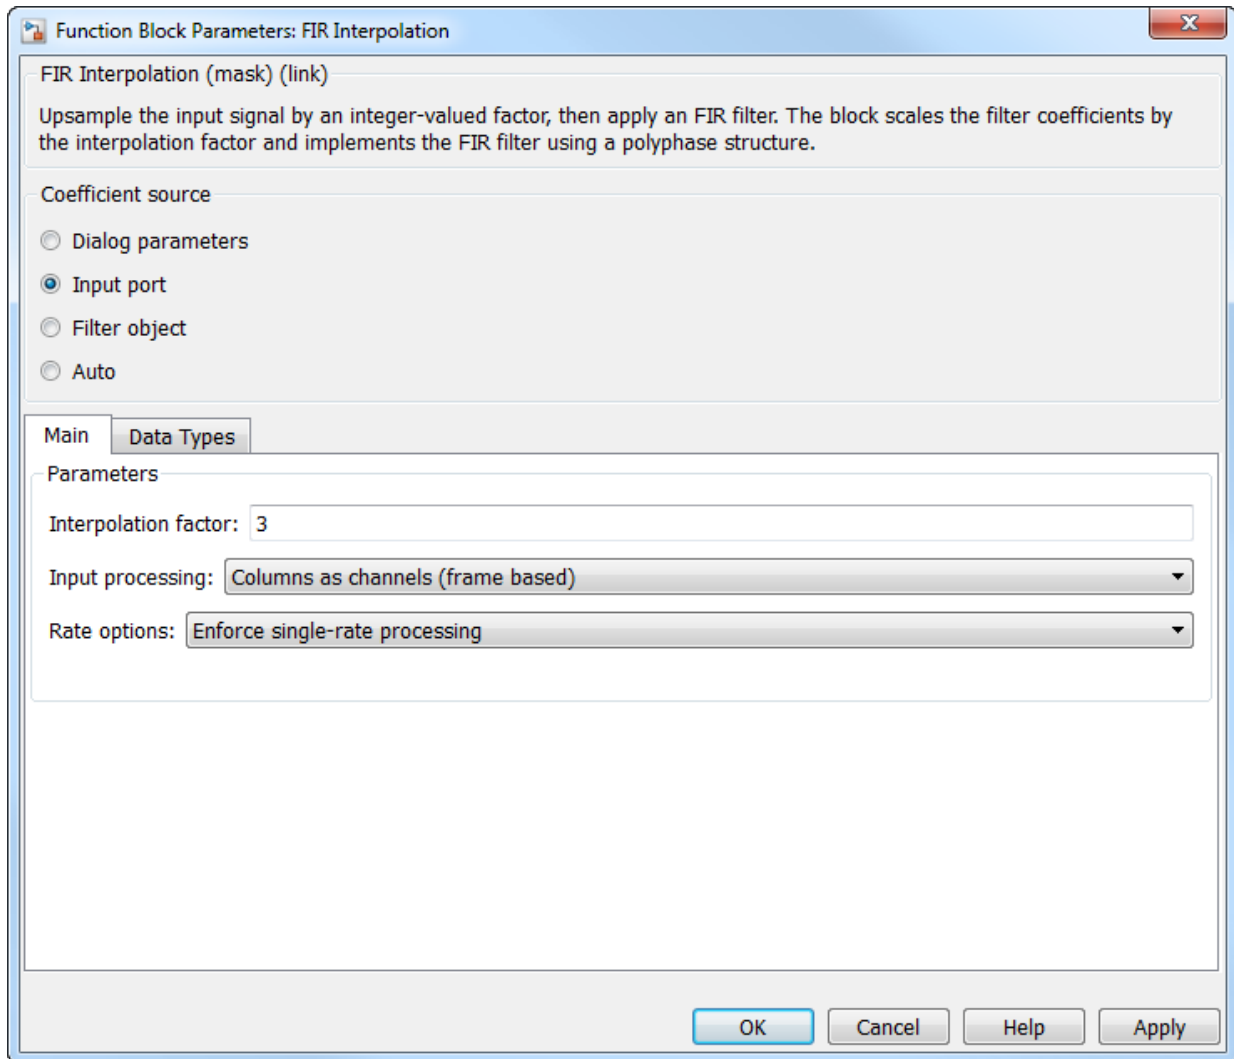 Function Block Parameters: FIR Interpolation
X
FIR Interpolation (mask) (link)
Upsample the input signal by an integer-valued factor, then apply an FIR filter. The block scales the filter coefficients by
the interpolation factor and implements the FIR filter using a polyphase structure.
Coefficient source
Dialog parameters
Input port
Filter object
Auto
Main Data Types
Parameters
Interpolation factor: 3
Input processing: Columns as channels (frame based)
Rate options: Enforce single-rate processing
OK Cancel Help Apply